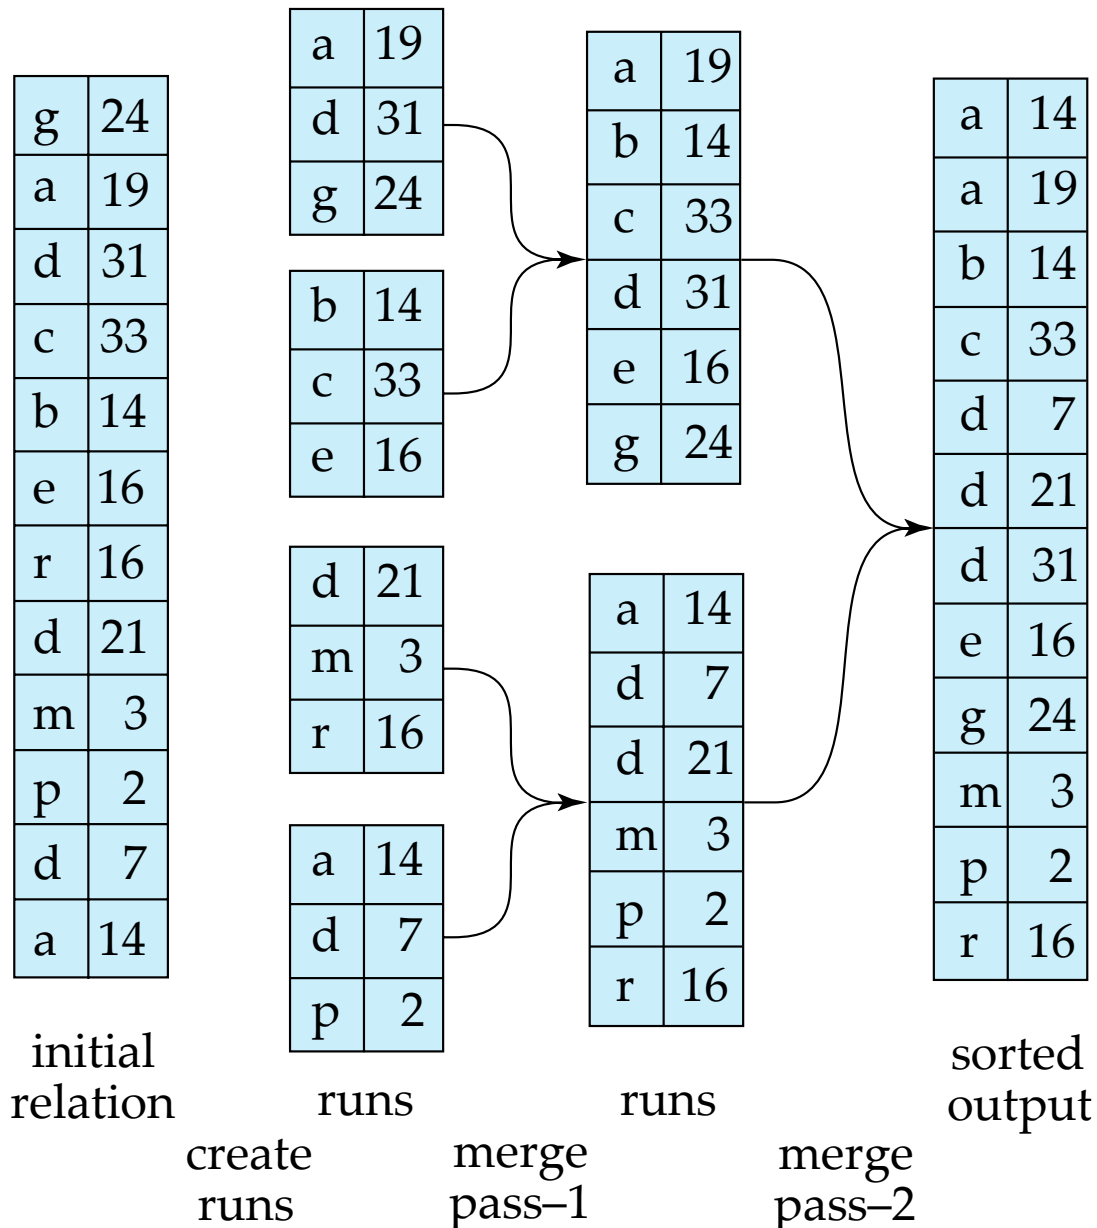 g 24
a 19
d 31
c 33
b 14
e 16
r 16
d 21
m 3
p 2
d 7
a 14
initial
relation
a 19
d 31
g 24
b 14
c 33
e 16
d 21
m 3
r 16
a 14
d 7
p 2
runs
create
runs
a 19
b 14
c 33
d 31
e 16
g 24
a 14
d 7
d 21
m 3
p 2
r 16
runs
merge
pass–1
a 14
a 19
b 14
c 33
d 7
d 21
d 31
e 16
g 24
m 3
p 2
r 16
sorted
output
merge
pass–2